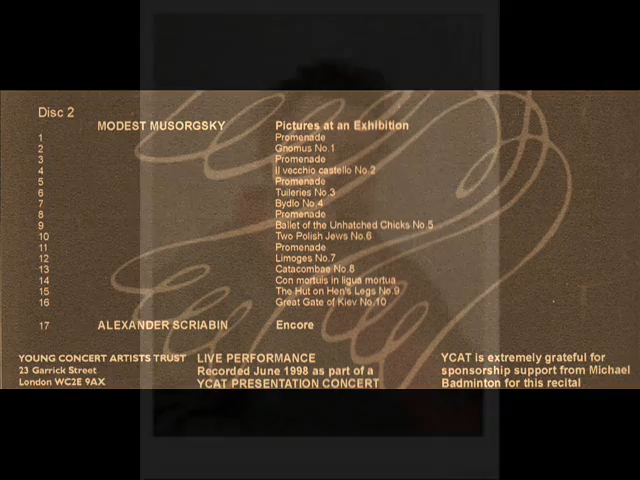 Disc 2
MODEST MUSORGSKY Pictures at an Exhibition
1 Promenade
2 Gnomus No.1
3 Promenade
4 Il vecchio castello No.2
5 Promenade
6 Tuileries No.3
7 Bydlo No.4
8 Promenade
9 Ballet of the Unhatched Chicks No.5
10 Two Polish Jews No.6
11 Promenade
12 Limoges No.7
13 Catacombae No.8
14 Con mortuis in ligua mortua
15 The Hut on Hen's Legs No.9
16 Great Gate of Kiev No.10
17 ALEXANDER SCRIABIN Encore
YOUNG CONCERT ARTISTS TRUST LIVE PERFORMANCE YCAT is extremely grateful for
23 Garrick Street Recorded June 1998 as part of a sponsorship support from Michael
London WC2E 9AX YCAT PRESENTATION CONCERT Badminton for this recital